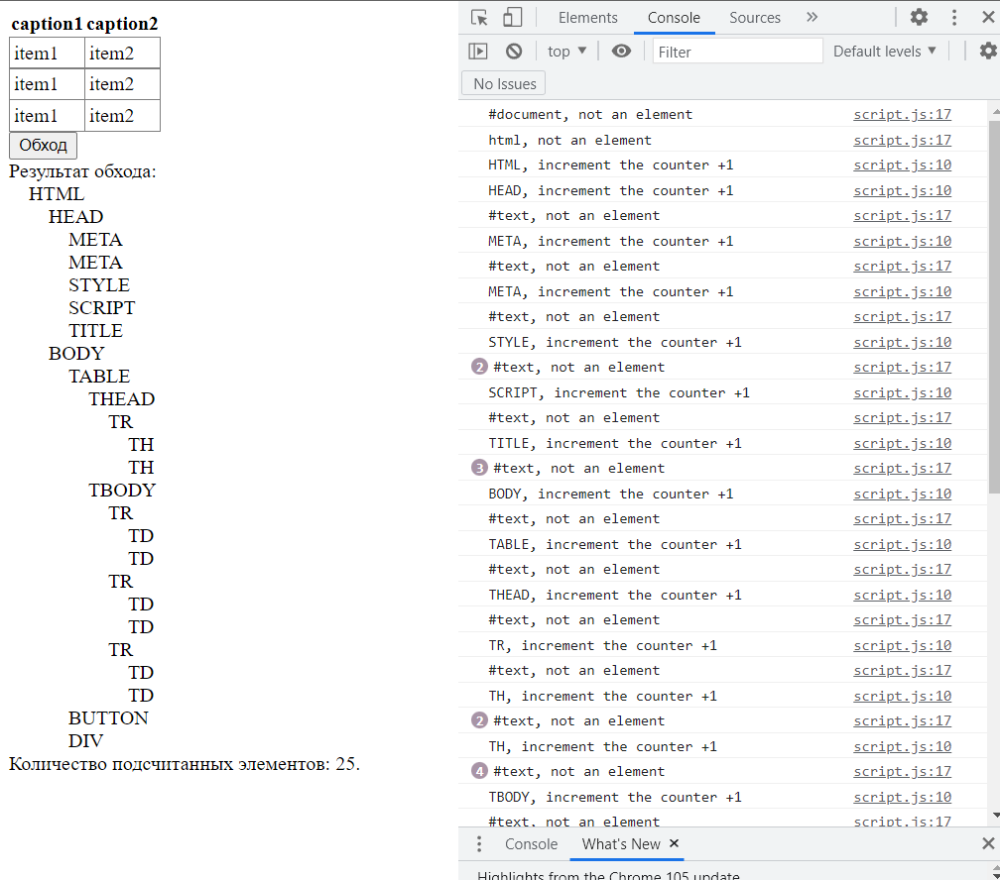 caption1 caption2
item1 item2
item1 item2
item1 item2
Обход
Результат обхода:
HTML
HEAD
META
META
STYLE
SCRIPT
TITLE
BODY
TABLE
THEAD
TR
TH
TH
TBODY
TR
TD
TD
TR
TD
TD
TR
TD
TD
BUTTON
DIV
Количество подсчитанных элементов: 25.
Elements Console Sources
top Filter Default levels
No Issues
#document, not an element script.js:17
html, not an element script.js:17
HTML, increment the counter +1 script.js:10
HEAD, increment the counter +1 script.js:10
#text, not an element script.js:17
META, increment the counter +1 script.js:10
#text, not an element script.js:17
META, increment the counter +1 script.js:10
#text, not an element script.js:17
STYLE, increment the counter +1 script.js:10
2 #text, not an element script.js:17
SCRIPT, increment the counter +1 script.js:10
#text, not an element script.js:17
TITLE, increment the counter +1 script.js:10
3 #text, not an element script.js:17
BODY, increment the counter +1 script.js:10
#text, not an element script.js:17
TABLE, increment the counter +1 script.js:10
#text, not an element script.js:17
THEAD, increment the counter +1 script.js:10
#text, not an element script.js:17
TR, increment the counter +1 script.js:10
#text, not an element script.js:17
TH, increment the counter +1 script.js:10
2 #text, not an element script.js:17
TH, increment the counter +1 script.js:10
4 #text, not an element script.js:17
TBODY, increment the counter +1 script.js:10
#text, not an element script.js:17
Console What's New
Highlights from the Chrome 105 update